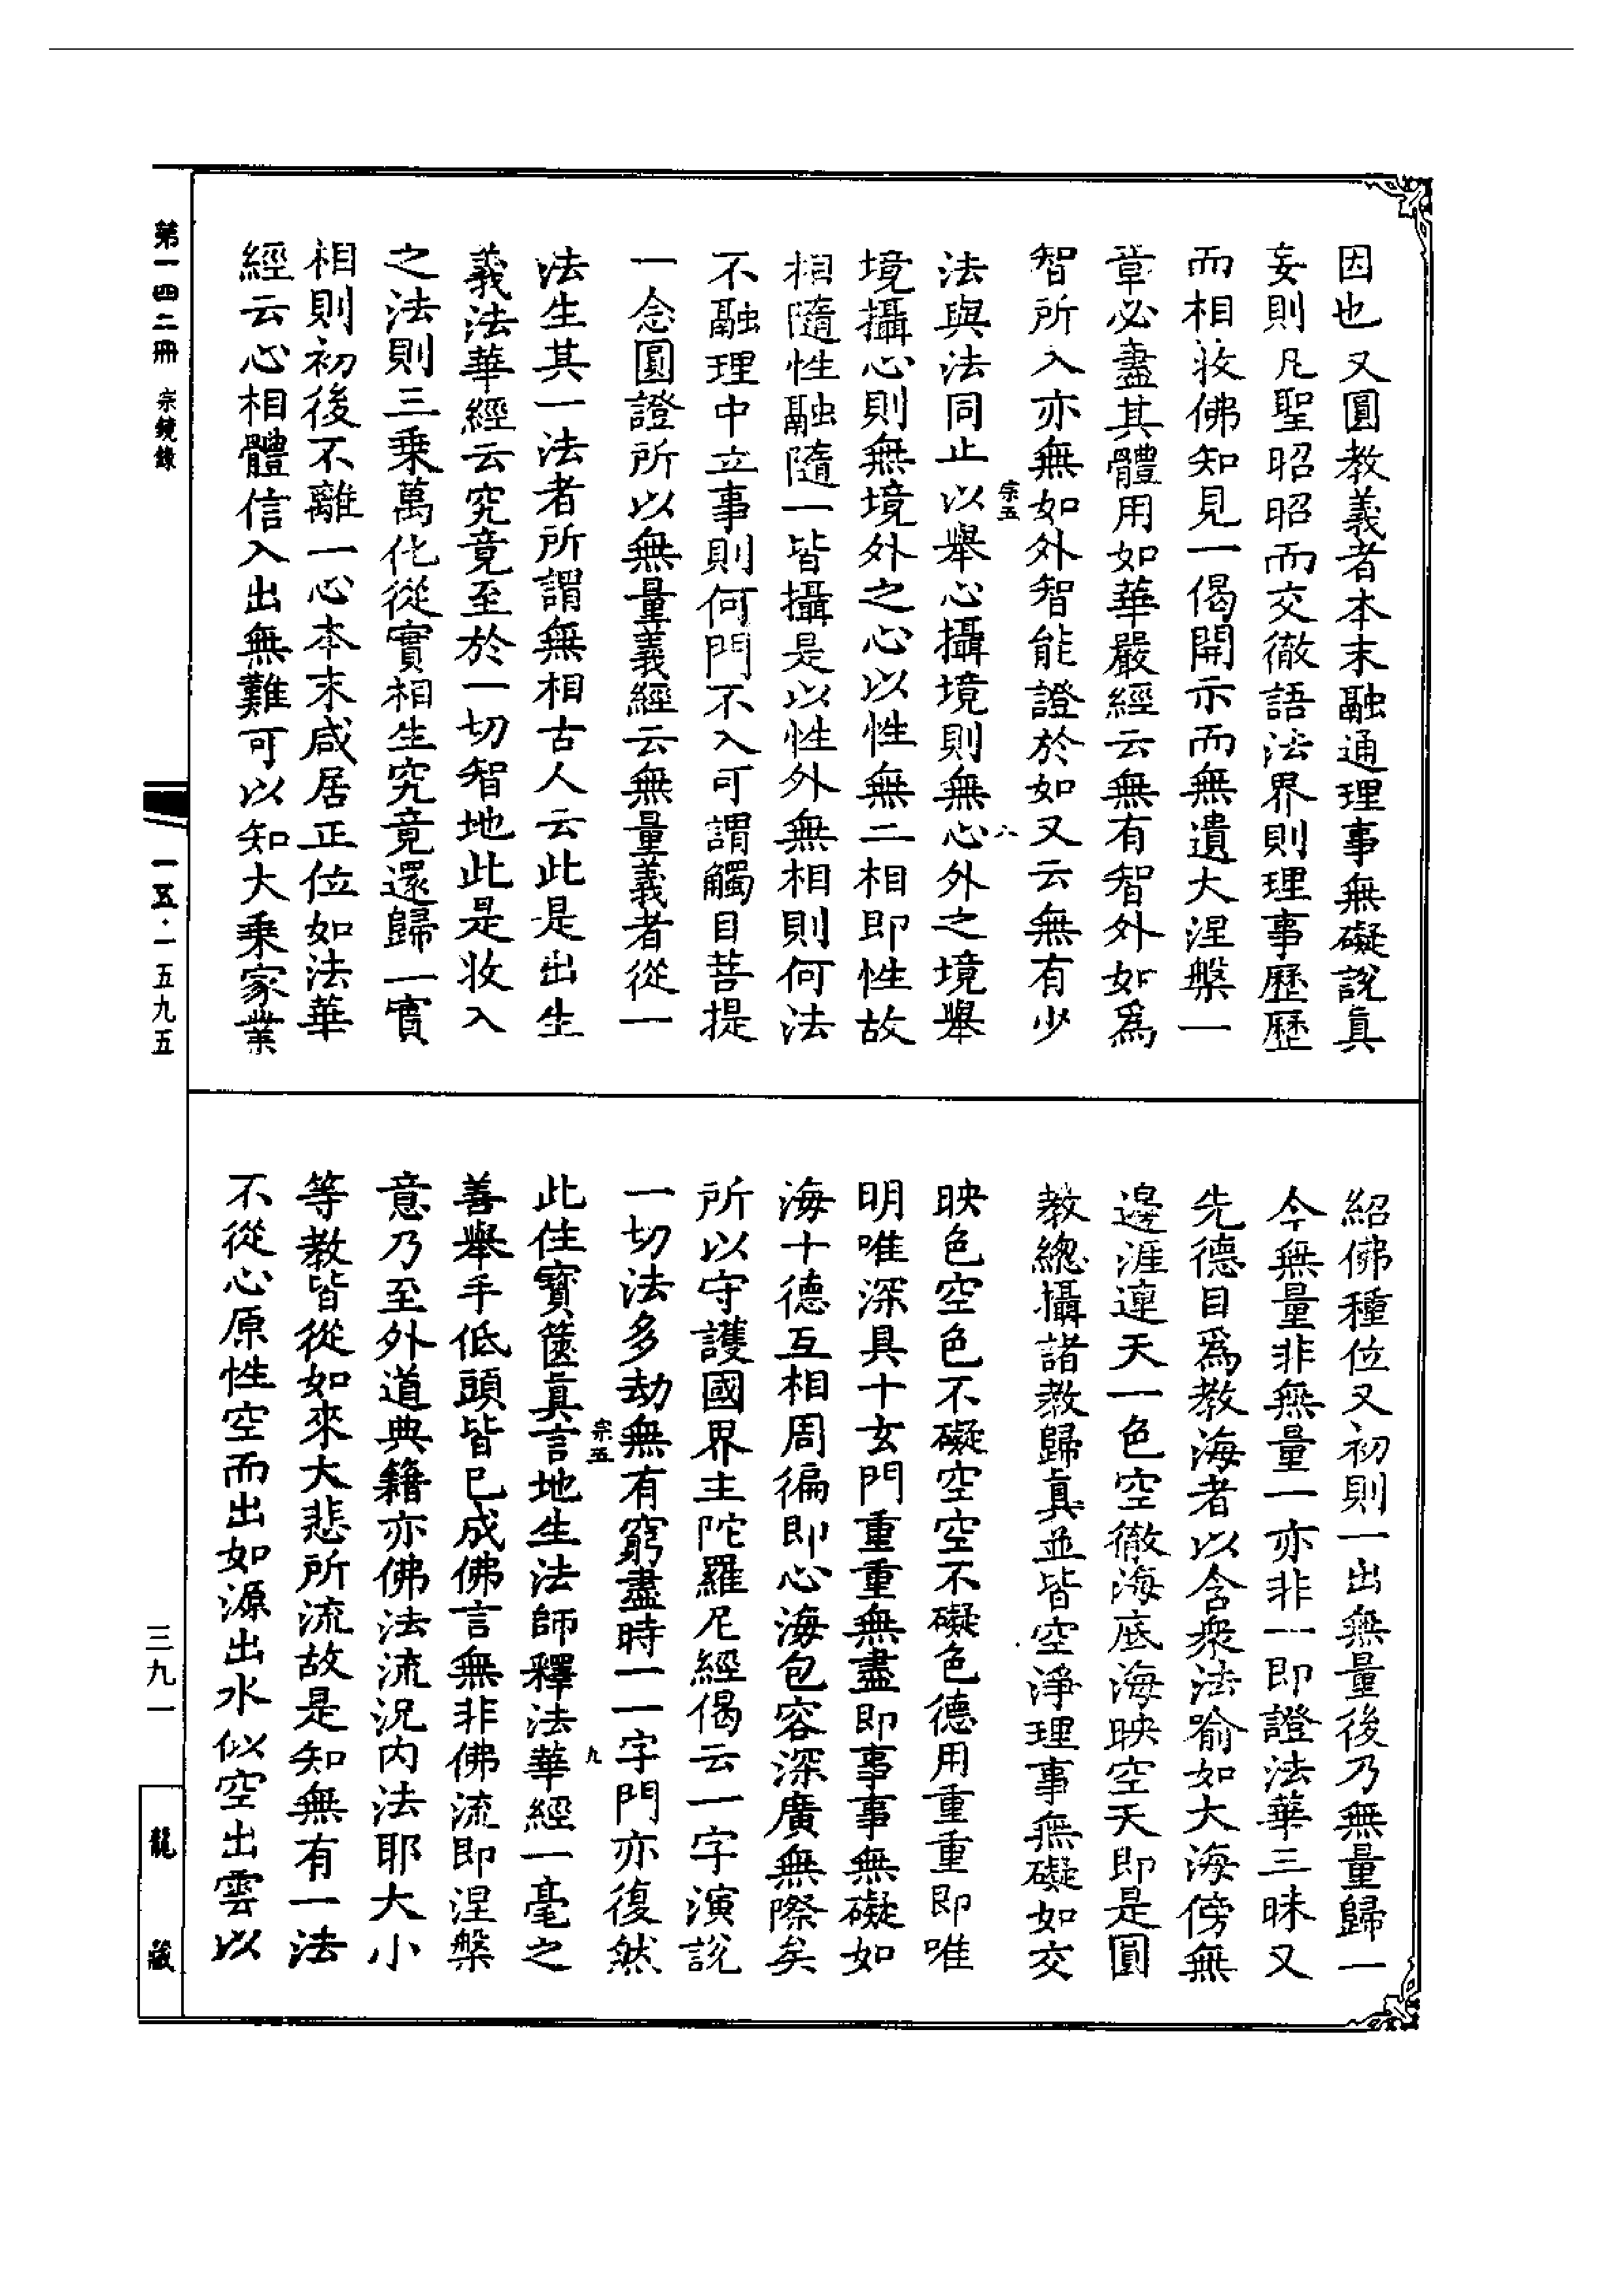 因也又圓教義者本末融通理事無礙說眞
妄則凡聖昭昭而交徹語法界則理事歷歷
而相收佛知見一偈開示而無遺大涅槃一
章必盡其體用如華嚴經云無有智外如爲
智所入亦無如外智能證於如又云無有少
宗五
八
法與法同止以舉心攝境則無心外之境舉
境攝心則無境外之心以性無二相即性故
相隨性融隨一皆攝是以性外無相則何法
不融理中立事則何門不入可謂觸目菩提
一念圓證所以無量義經云無量義者從一
法生其一法者所謂無相古人云此是出生
義法華經云究竟至於一切智地此是收入
之法則三乘萬化從實相生究竟還歸一實
相則初後不離一心本末咸居正位如法華
經云心相體信入出無難可以知大乘家業
紹佛種位又初則一出無量後乃無量歸一
今無量非無量一亦非一即證法華三昧又
先德目爲教海者以含衆法喻如大海傍無
邊涯連天一色空徹海底海映空天即是圓
教總攝諸教歸眞並皆空淨理事無礙如交
映色空色不礙空空不礙色德用重重即唯
明唯深具十玄門重重無盡即事事無礙如
海十德互相周徧即心海包容深廣無際矣
所以守護國界主陀羅尼經偈云一字演說
一切法多劫無有窮盡時一一字門亦復然
宗五
九
此住寳篋眞言地生法師釋法華經一毫之
善舉手低頭皆已成佛言無非佛流即涅槃
意乃至外道典籍亦佛法流況内法耶大小
等教皆從如來大悲所流故是知無有一法
不從心原性空而出如源出水似空出雲以
第一四二冊 宗鏡錄
一五·一五九五
三九一
龍藏